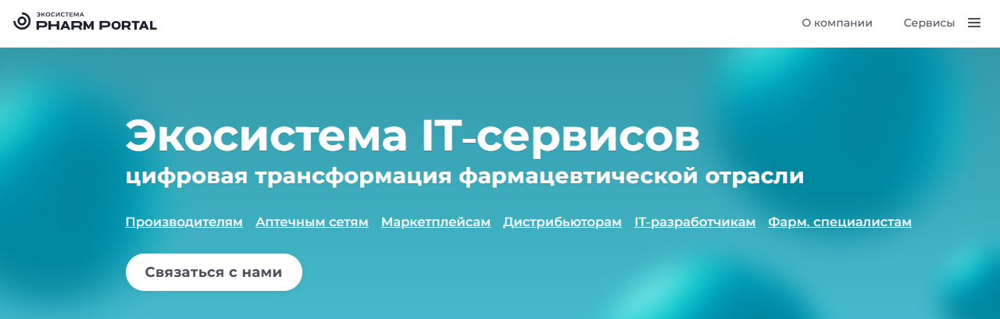 ЭКОСИСТЕМА
PHARM PORTAL
О компании Сервисы
Экосистема IT-сервисов
цифровая трансформация фармацевтической отрасли
Производителям Аптечным сетям Маркетплейсам Дистрибьюторам IT-разработчикам Фарм. специалистам
Связаться с нами